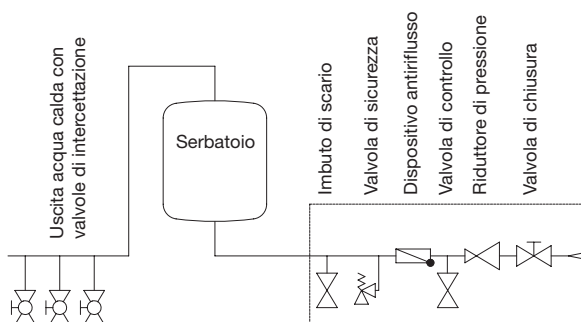 Uscita acqua calda con
valvole di intercettazione
Serbatoio
Imbuto di scario
Valvola di sicurezza
Dispositivo antiriflusso
Valvola di controllo
Riduttore di pressione
Valvola di chiusura